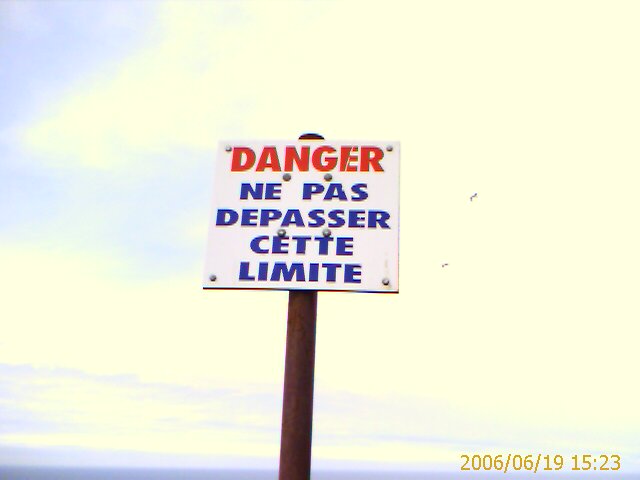 DANGER
NE PAS
DEPASSER
CETTE
LIMITE
2006/06/19 15:23